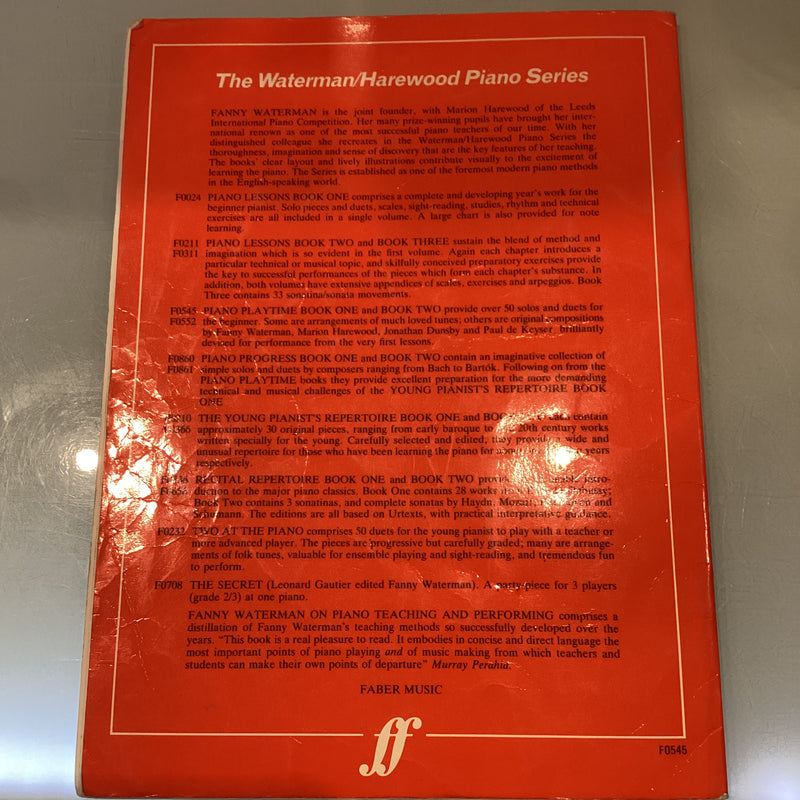 The Waterman/Harewood Piano Series
FANNY WATERMAN is the joint founder, with Marion Harewood of the Leeds
International Piano Competition. Her many prize-winning pupils have brought her inter-
national renown as one of the most successful piano teachers of our time. With her
distinguished colleague she recreates in the Waterman/Harewood Piano Series the
thoroughness, imagination and sense of discovery that are the key features of her teaching.
The books' clear layout and lively illustrations contribute visually to the excitement of
learning the piano. The Series is established as one of the foremost modern piano methods
in the English-speaking world.
F0024 PIANO LESSONS BOOK ONE comprises a complete and developing year's work for the
beginner pianist. Solo pieces and duets, scales, sight-reading, studies, rhythm and technical
exercises are all included in a single volume. A large chart is also provided for note
learning.
F0211 PIANO LESSONS BOOK TWO and BOOK THREE sustain the blend of method and
F0311 imagination which is so evident in the first volume. Again each chapter introduces a
particular technical or musical topic, and skilfully conceived preparatory exercises provide
the key to successful performances of the pieces which form each chapter's substance. In
addition, both volumes have extensive appendices of scales, exercises and arpeggios. Book
Three contains 33 sonatina/sonata movements.
F0545 PIANO PLAYTIME BOOK ONE and BOOK TWO provide over 50 solos and duets for
F0552 the beginner. Some are arrangements of much loved tunes; others are original compositions
by Fanny Waterman, Marion Harewood, Jonathan Dunsby and Paul de Keyser, brilliantly
devised for performance from the very first lessons.
F0860 PIANO PROGRESS BOOK ONE and BOOK TWO contain an imaginative collection of
F0861 simple solos and duets by composers ranging from Bach to Bartók. Following on from the
PIANO PLAYTIME books they provide excellent preparation for the more demanding
technical and musical challenges of the YOUNG PIANIST'S REPERTOIRE BOOK
ONE
THE YOUNG PIANIST'S REPERTOIRE BOOK ONE and each contain
approximately 30 original pieces, ranging from early baroque to 20th century works
written specially for the young. Carefully selected and edited, they provide a wide and
unusual repertoire for those who have been learning the piano for years
respectively.
RECITAL REPERTOIRE BOOK ONE and BOOK TWO intro-
duction to the major piano classics. Book One contains 28 works
Book Two contains 3 sonatinas, and complete sonatas by Haydn, and
Schumann. The editions are all based on Urtexts, with practical interpretative guidance.
F0232 TWO AT THE PIANO comprises 50 duets for the young pianist to play with a teacher or
more advanced player. The pieces are progressive but carefully graded; many are arrange-
ments of folk tunes, valuable for ensemble playing and sight-reading, and tremendous fun
to perform.
F0708 THE SECRET (Leonard Gautier edited Fanny Waterman). A party-piece for 3 players
(grade 2/3) at one piano.
FANNY WATERMAN ON PIANO TEACHING AND PERFORMING comprises a
distillation of Fanny Waterman's teaching methods so successfully developed over the
years. "This book is a real pleasure to read. It embodies in concise and direct language the
most important points of piano playing and of music making from which teachers and
students can make their own points of departure" Murray Perahia.
FABER MUSIC
ff
F0545